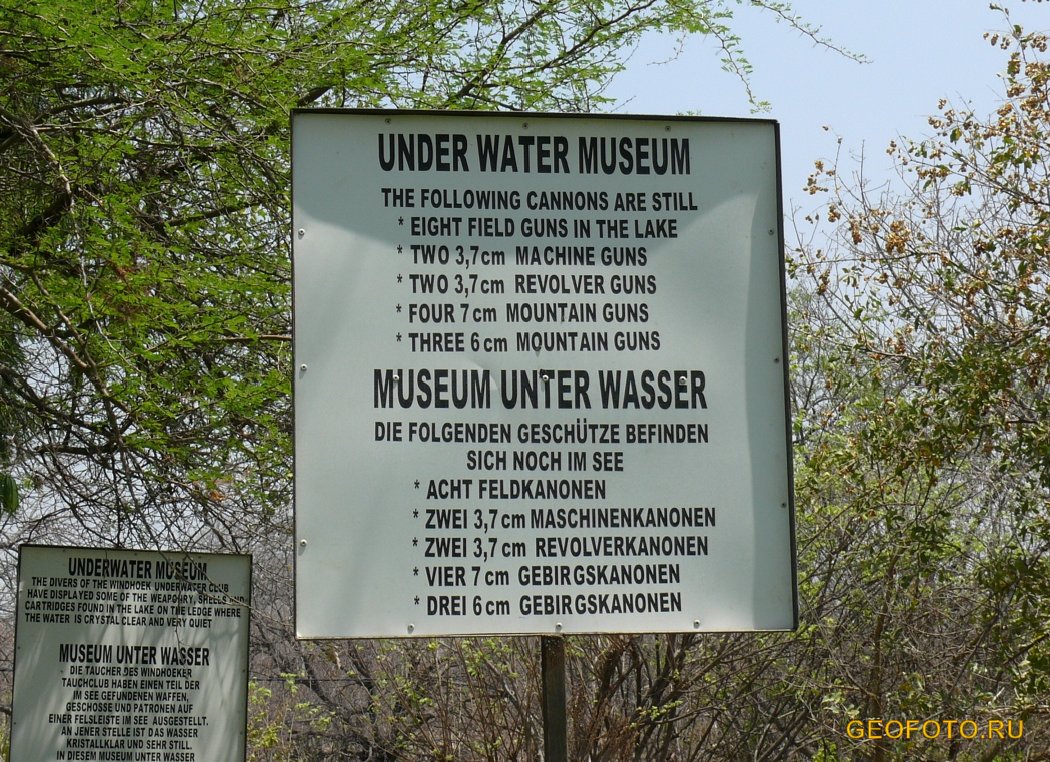 UNDER WATER MUSEUM
THE FOLLOWING CANNONS ARE STILL
* EIGHT FIELD GUNS IN THE LAKE
* TWO 3,7cm MACHINE GUNS
* TWO 3,7cm REVOLVER GUNS
* FOUR 7cm MOUNTAIN GUNS
* THREE 6cm MOUNTAIN GUNS
MUSEUM UNTER WASSER
DIE FOLGENDEN GESCHÜTZE BEFINDEN
SICH NOCH IM SEE
* ACHT FELDKANONEN
* ZWEI 3,7cm MASCHINENKANONEN
* ZWEI 3,7cm REVOLVERKANONEN
* VIER 7cm GEBIRGSKANONEN
* DREI 6cm GEBIRGSKANONEN
UNDERWATER MUSEUM
THE DIVERS OF THE WINDHOEK UNDERWATER CLUB
HAVE DISPLAYED SOME OF THE WEAPONRY, SHELLS AND
CARTRIDGES FOUND IN THE LAKE ON THE LEDGE WHERE
THE WATER IS CRYSTAL CLEAR AND VERY QUIET
MUSEUM UNTER WASSER
DIE TAUCHER DES WINDHOEKER
TAUCHCLUB HABEN EINEN TEIL DER
IM SEE GEFUNDENEN WAFFEN,
GESCHOSSE UND PATRONEN AUF
EINER FELSLEISTE IM SEE AUSGESTELLT.
AN JENER STELLE IST DAS WASSER
KRISTALLKLAR UND SEHR STILL.
IN DIESEM MUSEUM UNTER WASSER
GEOFOTO.RU